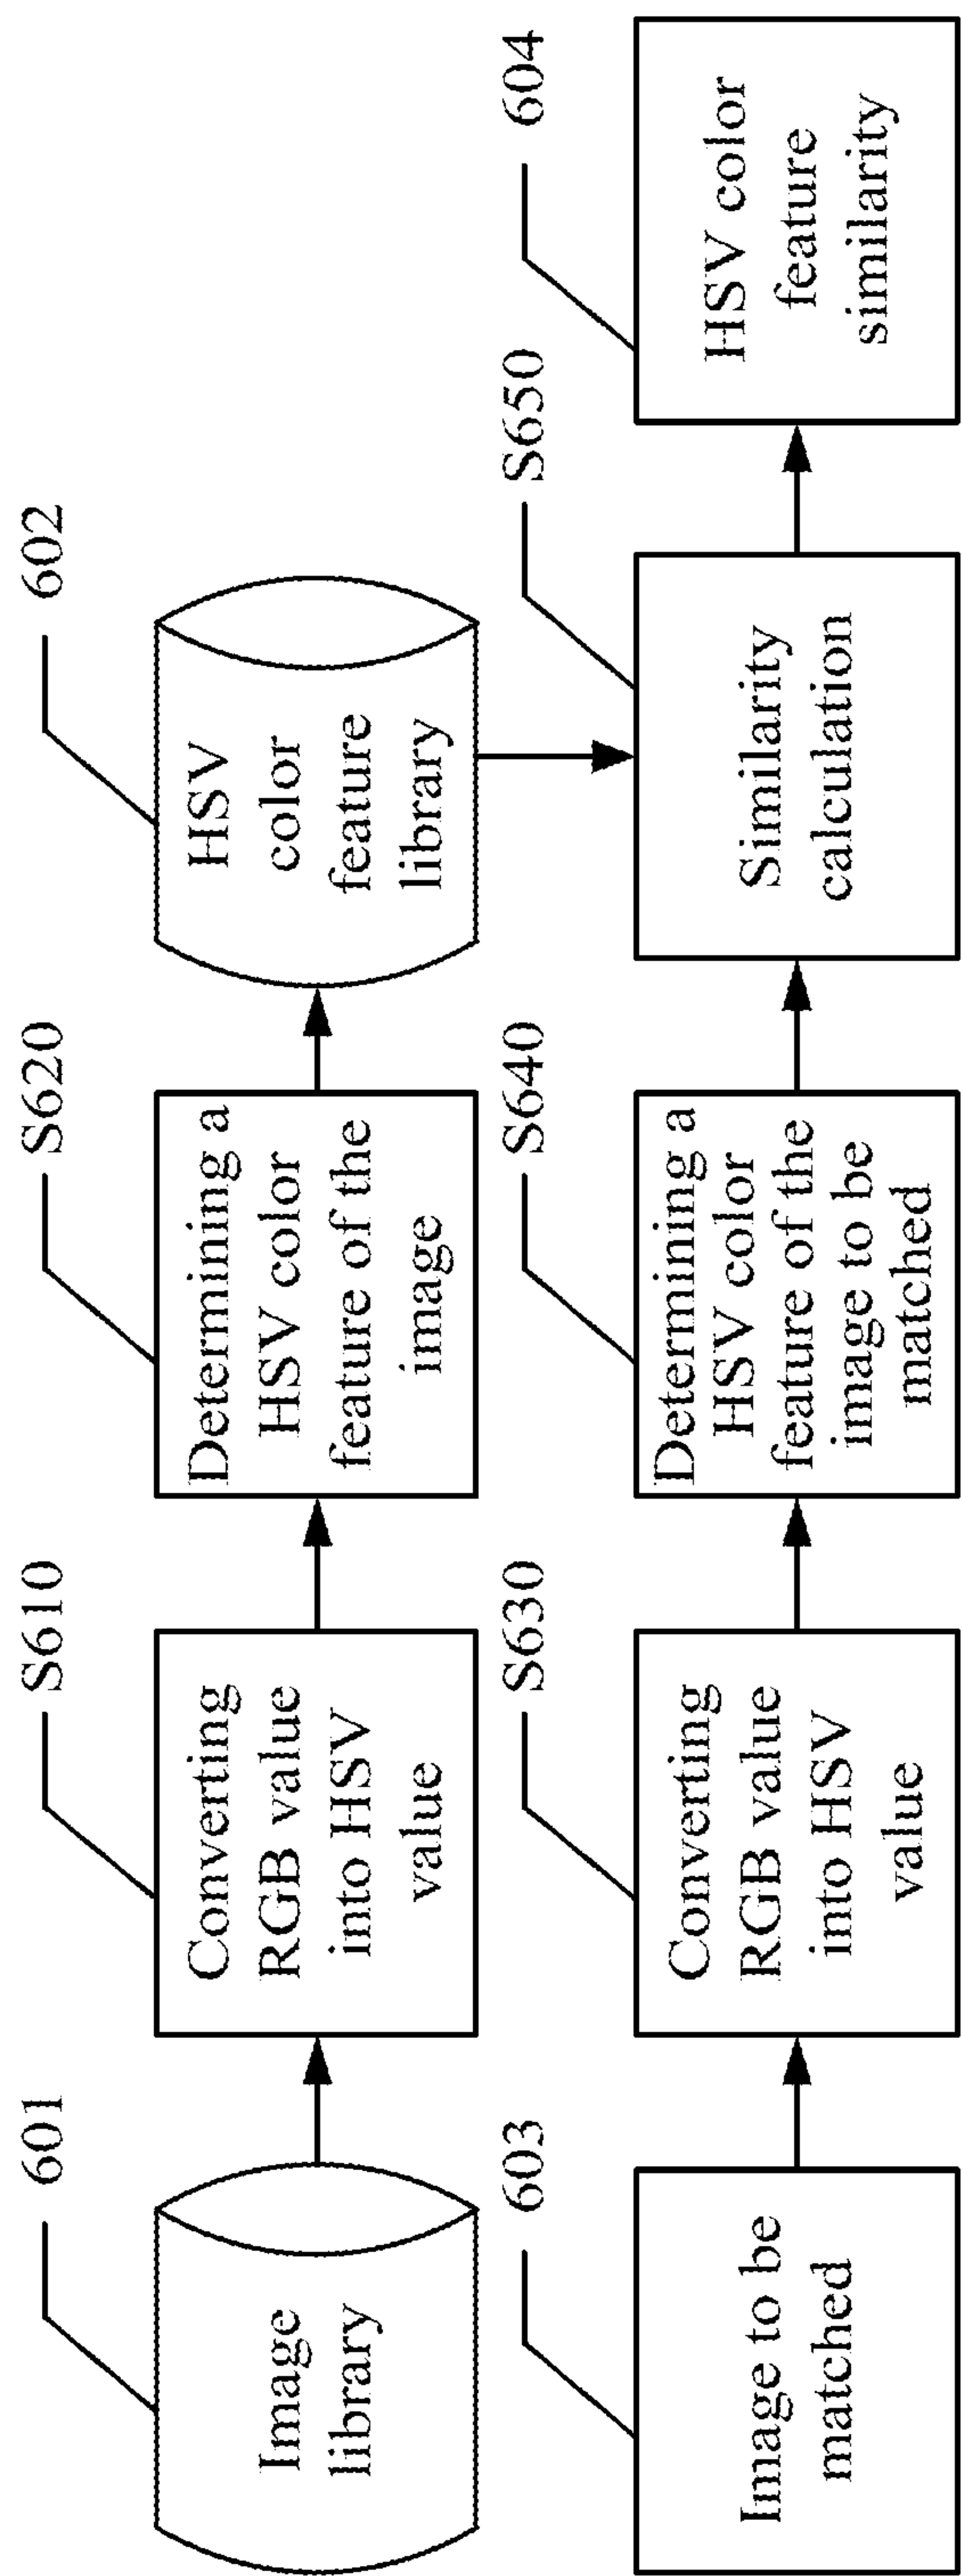 601
Image
library
S610
Converting
RGB value
into HSV
value
S620
Determining a
HSV color
feature of the
image
602
HSV
color
feature
library
603
Image to be
matched
S630
Converting
RGB value
into HSV
value
S640
Determining a
HSV color
feature of the
image to be
matched
S650
Similarity
calculation
604
HSV color
feature
similarity